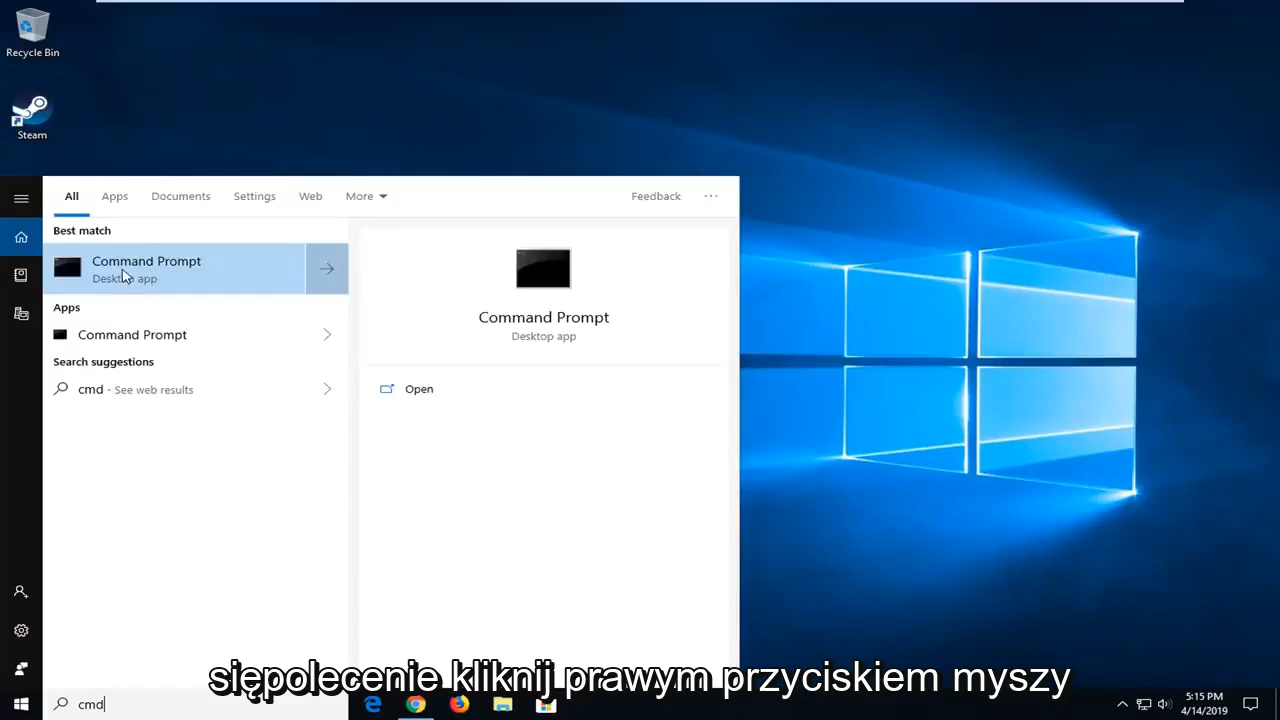 Recycle Bin
Steam
All Apps Documents Settings Web More Feedback ...
Best match
Command Prompt
Desktop app
Apps
Command Prompt
Search suggestions
cmd - See web results
Command Prompt
Desktop app
Open
siępolecenie kliknij prawym przyciskiem myszy
cmd
5:15 PM
4/14/2019